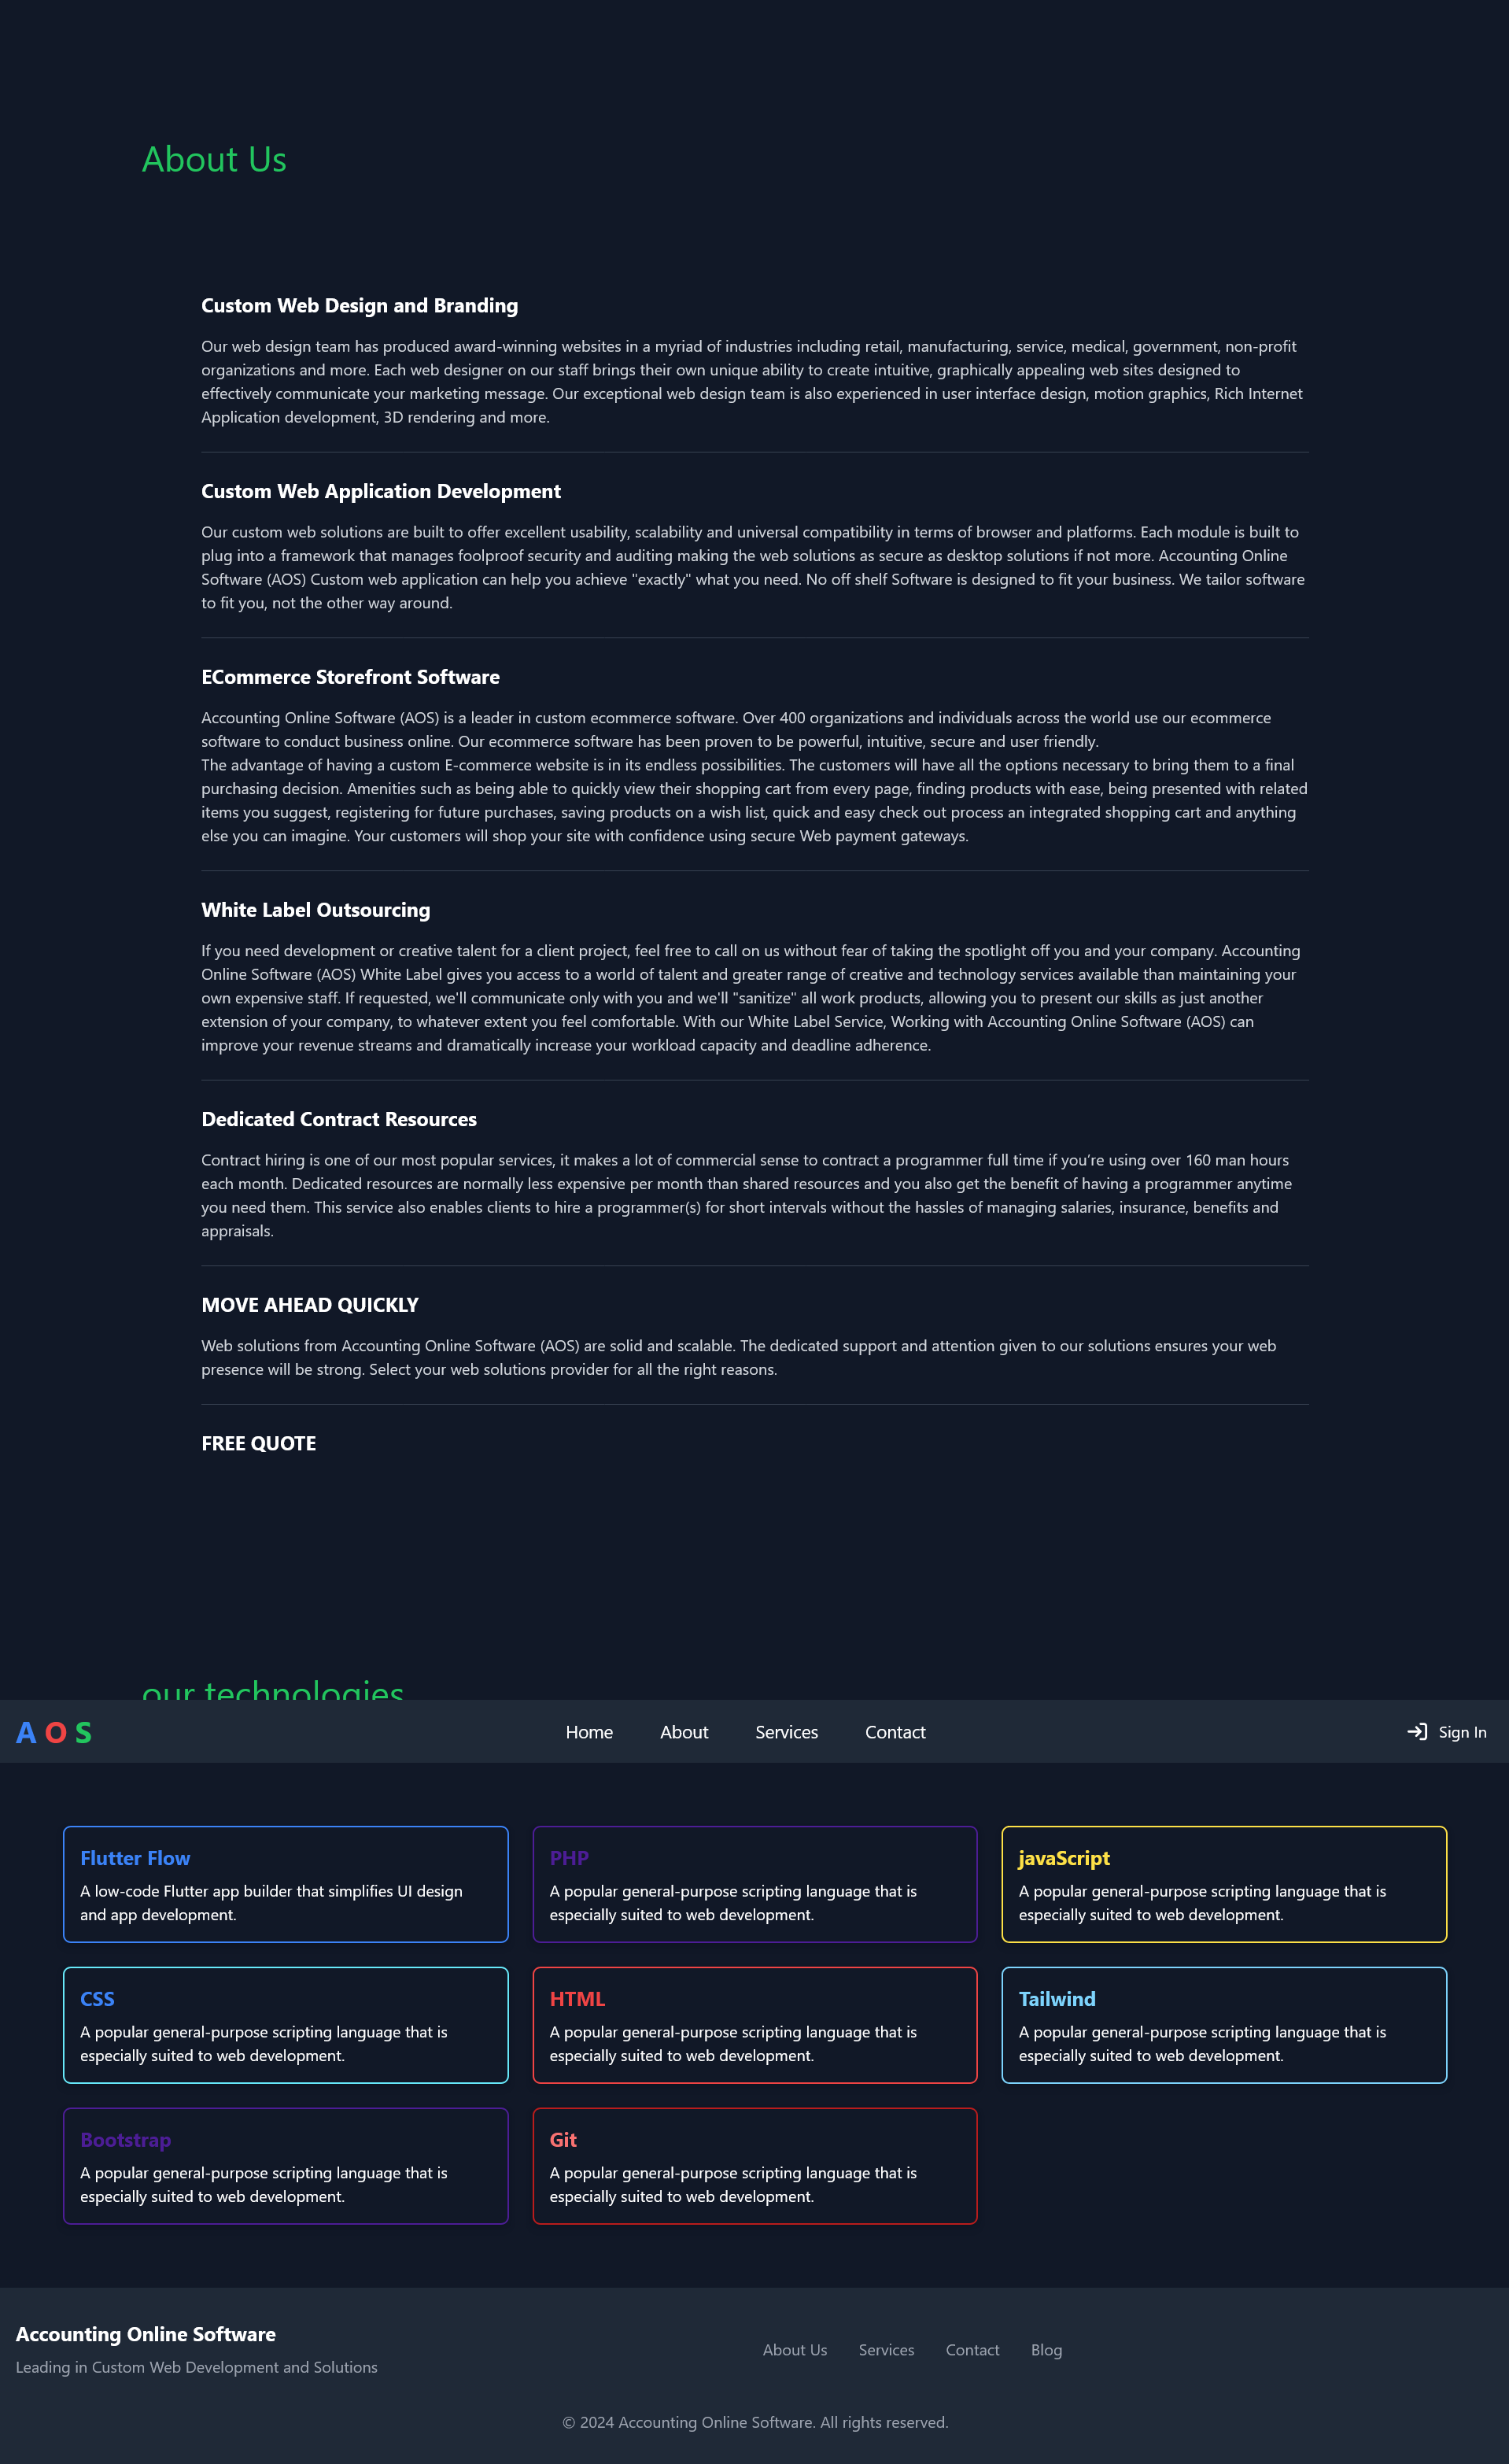 About Us
Custom Web Design and Branding
Our web design team has produced award-winning websites in a myriad of industries including retail, manufacturing, service, medical, government, non-profit
organizations and more. Each web designer on our staff brings their own unique ability to create intuitive, graphically appealing web sites designed to
effectively communicate your marketing message. Our exceptional web design team is also experienced in user interface design, motion graphics, Rich Internet
Application development, 3D rendering and more.
Custom Web Application Development
Our custom web solutions are built to offer excellent usability, scalability and universal compatibility in terms of browser and platforms. Each module is built to
plug into a framework that manages foolproof security and auditing making the web solutions as secure as desktop solutions if not more. Accounting Online
Software (AOS) Custom web application can help you achieve "exactly" what you need. No off shelf Software is designed to fit your business. We tailor software
to fit you, not the other way around.
ECommerce Storefront Software
Accounting Online Software (AOS) is a leader in custom ecommerce software. Over 400 organizations and individuals across the world use our ecommerce
software to conduct business online. Our ecommerce software has been proven to be powerful, intuitive, secure and user friendly.
The advantage of having a custom E-commerce website is in its endless possibilities. The customers will have all the options necessary to bring them to a final
purchasing decision. Amenities such as being able to quickly view their shopping cart from every page, finding products with ease, being presented with related
items you suggest, registering for future purchases, saving products on a wish list, quick and easy check out process an integrated shopping cart and anything
else you can imagine. Your customers will shop your site with confidence using secure Web payment gateways.
White Label Outsourcing
If you need development or creative talent for a client project, feel free to call on us without fear of taking the spotlight off you and your company. Accounting
Online Software (AOS) White Label gives you access to a world of talent and greater range of creative and technology services available than maintaining your
own expensive staff. If requested, we'll communicate only with you and we'll "sanitize" all work products, allowing you to present our skills as just another
extension of your company, to whatever extent you feel comfortable. With our White Label Service, Working with Accounting Online Software (AOS) can
improve your revenue streams and dramatically increase your workload capacity and deadline adherence.
Dedicated Contract Resources
Contract hiring is one of our most popular services, it makes a lot of commercial sense to contract a programmer full time if you’re using over 160 man hours
each month. Dedicated resources are normally less expensive per month than shared resources and you also get the benefit of having a programmer anytime
you need them. This service also enables clients to hire a programmer(s) for short intervals without the hassles of managing salaries, insurance, benefits and
appraisals.
MOVE AHEAD QUICKLY
Web solutions from Accounting Online Software (AOS) are solid and scalable. The dedicated support and attention given to our solutions ensures your web
presence will be strong. Select your web solutions provider for all the right reasons.
FREE QUOTE
our technologies
A O S
Home About Services Contact
Sign In
Flutter Flow
A low-code Flutter app builder that simplifies UI design
and app development.
PHP
A popular general-purpose scripting language that is
especially suited to web development.
javaScript
A popular general-purpose scripting language that is
especially suited to web development.
CSS
A popular general-purpose scripting language that is
especially suited to web development.
HTML
A popular general-purpose scripting language that is
especially suited to web development.
Tailwind
A popular general-purpose scripting language that is
especially suited to web development.
Bootstrap
A popular general-purpose scripting language that is
especially suited to web development.
Git
A popular general-purpose scripting language that is
especially suited to web development.
Accounting Online Software
Leading in Custom Web Development and Solutions
About Us Services Contact Blog
© 2024 Accounting Online Software. All rights reserved.